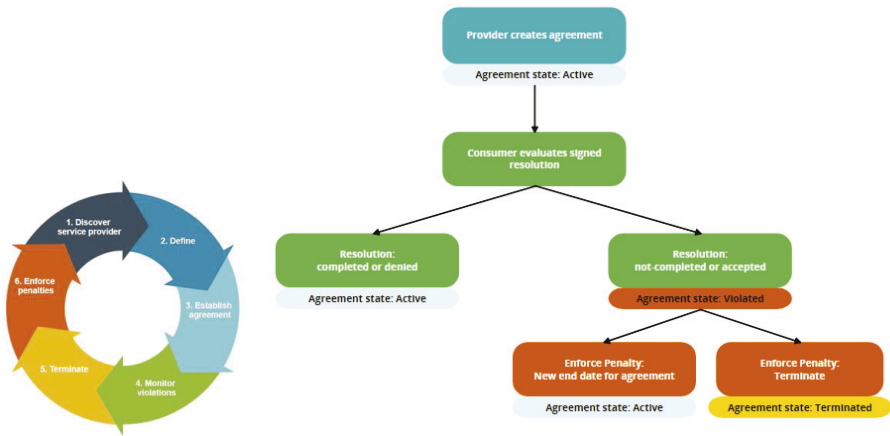 Provider creates agreement
Agreement state: Active
Consumer evaluates signed
resolution
Resolution:
completed or denied
Agreement state: Active
Resolution:
not-completed or accepted
Agreement state: Violated
Enforce Penalty:
New end date for agreement
Agreement state: Active
Enforce Penalty:
Terminate
Agreement state: Terminated
1. Discover
service provider
2. Define
3. Establish
agreement
4. Monitor
violations
5. Terminate
6. Enforce
penalties